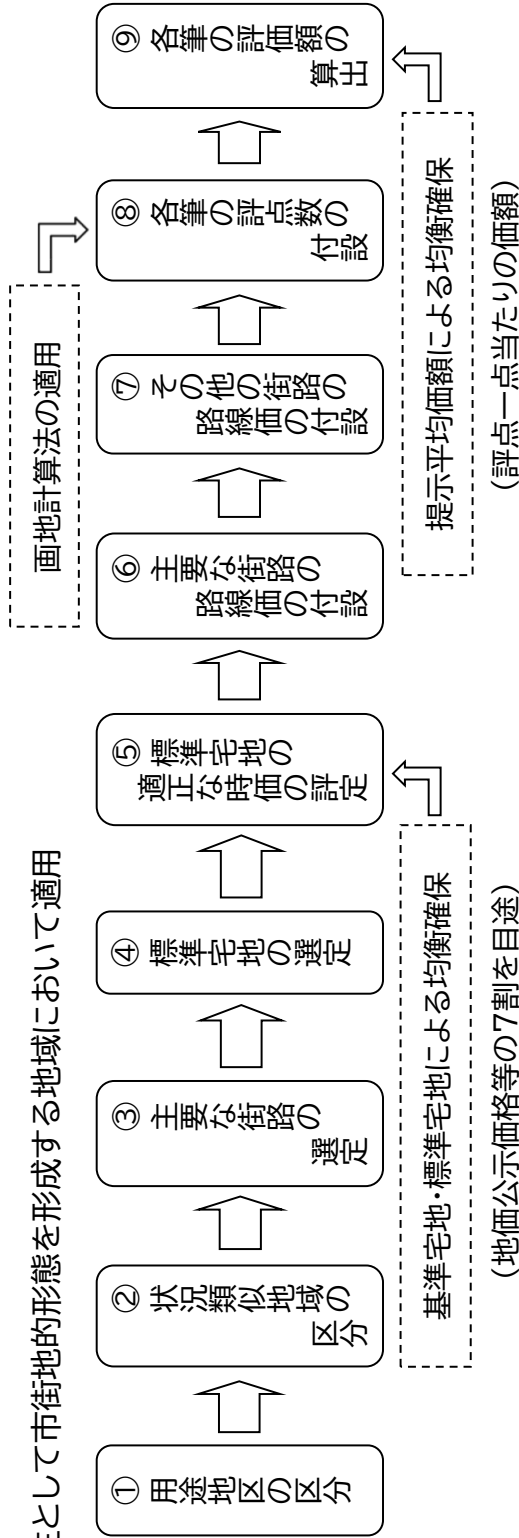 として市街地的形態を形成する地域において適用
① 用途地区の区分
② 状況類似地域の
区分
③ 主要な街路の
選定
④ 標準宅地の選定
⑤ 標準宅地の
適正な時価の評定
⑥ 主要な街路の
路線価の付設
⑦ その他の街路の
路線価の付設
⑧ 各筆の評点数の
付設
⑨ 各筆の評価額の
算出
画地計算法の適用
基準宅地・標準宅地による均衡確保
(地価公示価格等の7割を目途)
提示平均価額による均衡確保
(評点一点当たりの価額)